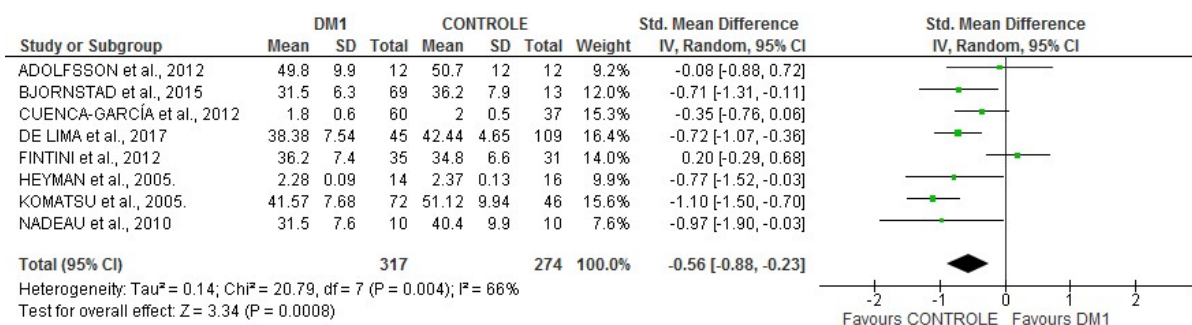 DM1 CONTROLE Std. Mean Difference Std. Mean Difference
Study or Subgroup Mean SD Total Mean SD Total Weight IV, Random, 95% CI IV, Random, 95% CI
ADOLFSSON et al., 2012 49.8 9.9 12 50.7 12 12 9.2% -0.08 [-0.88, 0.72]
BJORNSTAD et al., 2015 31.5 6.3 69 36.2 7.9 13 12.0% -0.71 [-1.31, -0.11]
CUENCA-GARCÍA et al., 2012 1.8 0.6 60 2 0.5 37 15.3% -0.35 [-0.76, 0.06]
DE LIMA et al., 2017 38.38 7.54 45 42.44 4.65 109 16.4% -0.72 [-1.07, -0.36]
FINTINI et al., 2012 36.2 7.4 35 34.8 6.6 31 14.0% 0.20 [-0.29, 0.68]
HEYMAN et al., 2005. 2.28 0.09 14 2.37 0.13 16 9.9% -0.77 [-1.52, -0.03]
KOMATSU et al., 2005. 41.57 7.68 72 51.12 9.94 46 15.6% -1.10 [-1.50, -0.70]
NADEAU et al., 2010 31.5 7.6 10 40.4 9.9 10 7.6% -0.97 [-1.90, -0.03]
Total (95% CI) 317 274 100.0% -0.56 [-0.88, -0.23]
Heterogeneity: Tau² = 0.14; Chi² = 20.79, df = 7 (P = 0.004); I² = 66%
Test for overall effect: Z = 3.34 (P = 0.0008)
-2 -1 0 1 2
Favours CONTROLE Favours DM1